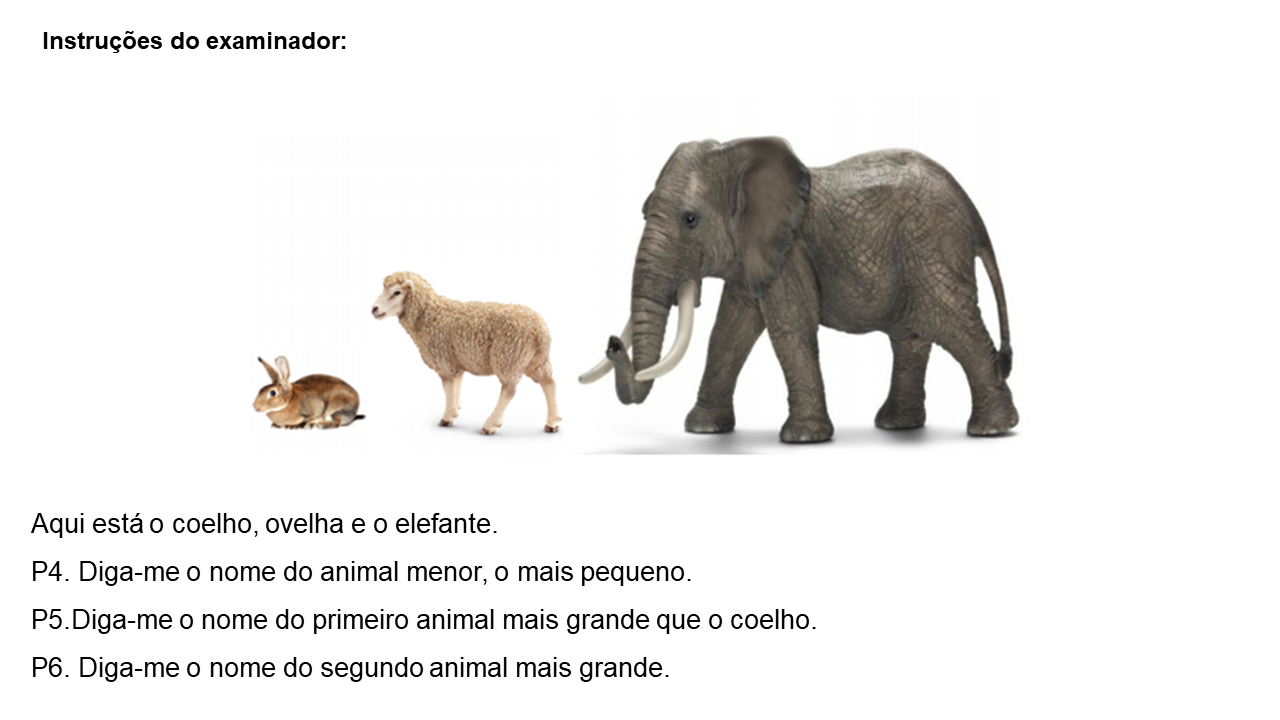 Instruções do examinador:
Aqui está o coelho, ovelha e o elefante.
P4. Diga-me o nome do animal menor, o mais pequeno.
P5.Diga-me o nome do primeiro animal mais grande que o coelho.
P6. Diga-me o nome do segundo animal mais grande.